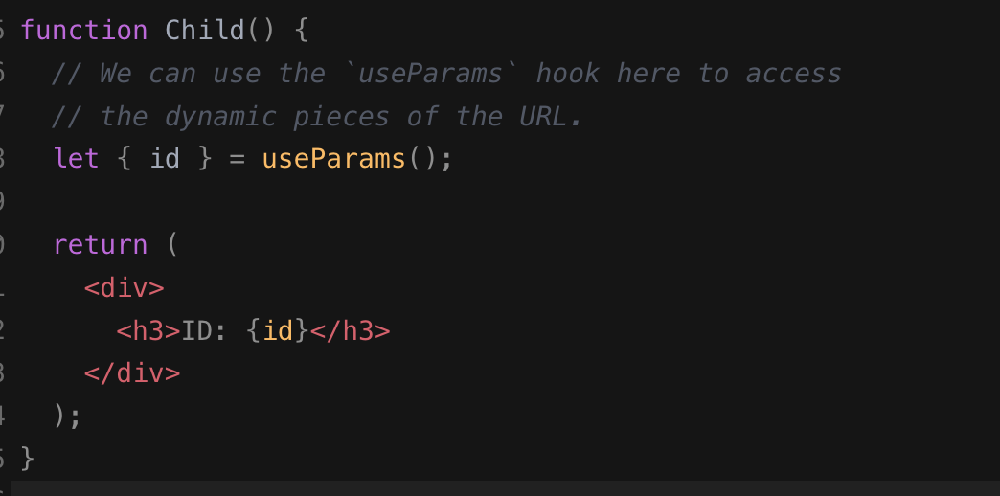 function Child() {
  // We can use the `useParams` hook here to access
  // the dynamic pieces of the URL.
  let { id } = useParams();

  return (
    <div>
      <h3>ID: {id}</h3>
    </div>
  );
}